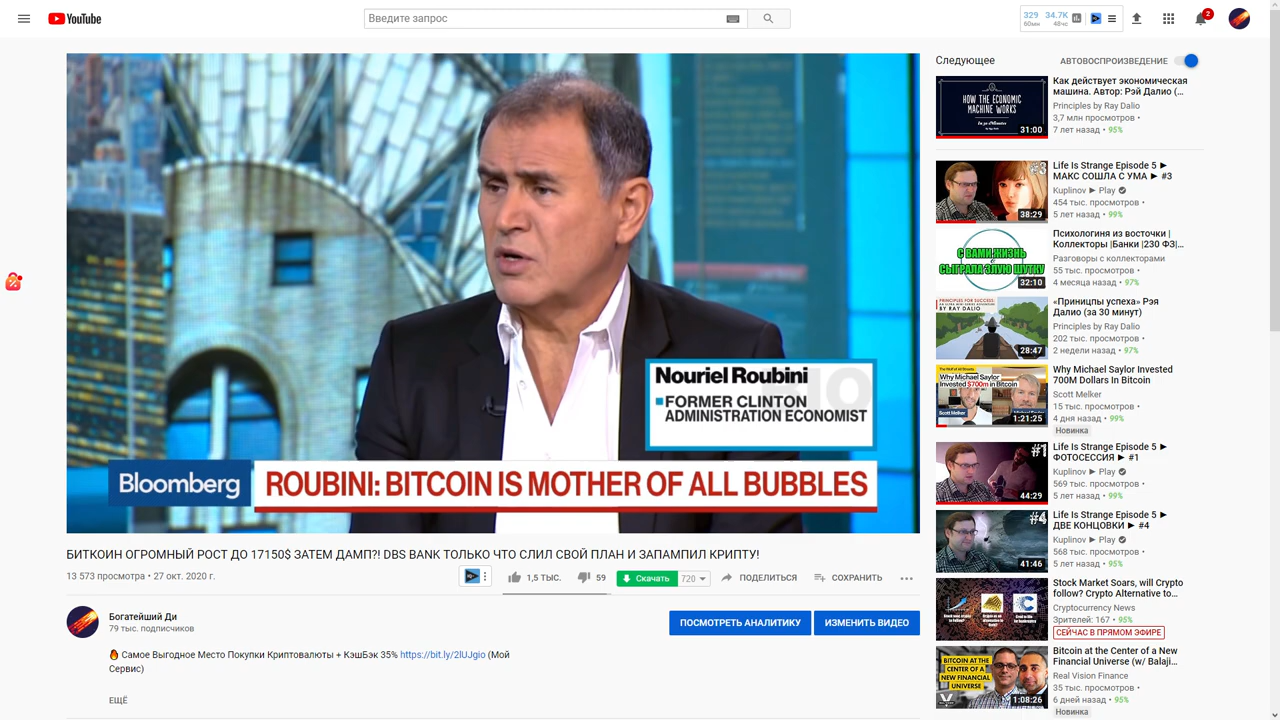 YouTube
Введите запрос
329
60мн
34.7K
48чс
2
Nouriel Roubini
FORMER CLINTON
ADMINISTRATION ECONOMIST
Bloomberg
ROUBINI: BITCOIN IS MOTHER OF ALL BUBBLES
БИТКОИН ОГРОМНЫЙ РОСТ ДО 17150$ ЗАТЕМ ДАМП?! DBS BANK ТОЛЬКО ЧТО СЛИЛ СВОЙ ПЛАН И ЗАПАМПИЛ КРИПТУ!
13 573 просмотра • 27 окт. 2020 г.
1,5 ТЫС.
59
Скачать
720
ПОДЕЛИТЬСЯ
СОХРАНИТЬ
Богатейший Ди
79 тыс. подписчиков
ПОСМОТРЕТЬ АНАЛИТИКУ
ИЗМЕНИТЬ ВИДЕО
Самое Выгодное Место Покупки Криптовалюты + КэшБэк 35% https://bit.ly/2lUJgio (Мой
Сервис)
ЕЩЁ
Следующее
АВТОВОСПРОИЗВЕДЕНИЕ
HOW THE ECONOMIC
MACHINE WORKS
31:00
Как действует экономическая
машина. Автор: Рэй Далио (...
Principles by Ray Dalio
3,7 млн просмотров •
7 лет назад • 95%
#3
38:29
Life Is Strange Episode 5 ►
МАКС СОШЛА С УМА ► #3
Kuplinov ► Play
454 тыс. просмотров •
5 лет назад • 99%
С ВАМИ ЖИЗНЬ
СЫГРАЛА ЗЛУЮ ШУТКУ
32:10
Психологиня из восточки |
Коллекторы |Банки |230 ФЗ|...
Разговоры с коллекторами
55 тыс. просмотров •
4 месяца назад • 97%
PRINCIPLES FOR SUCCESS:
BY RAY DALIO
28:47
«Приницпы успеха» Рэя
Далио (за 30 минут)
Principles by Ray Dalio
202 тыс. просмотров •
2 недели назад • 97%
Why Michael Saylor
Invested $700m in Bitcoin
Scott Melker
1:21:25
Why Michael Saylor Invested
700M Dollars In Bitcoin
Scott Melker
15 тыс. просмотров •
4 дня назад • 99%
Новинка
#1
44:29
Life Is Strange Episode 5 ►
ФОТОСЕССИЯ ► #1
Kuplinov ► Play
569 тыс. просмотров •
5 лет назад • 99%
#4
41:46
Life Is Strange Episode 5 ►
ДВЕ КОНЦОВКИ ► #4
Kuplinov ► Play
568 тыс. просмотров •
5 лет назад • 95%
Stock Market Soars, will Crypto
follow? Crypto Alternative to...
Cryptocurrency News
Зрителей: 167 • 95%
СЕЙЧАС В ПРЯМОМ ЭФИРЕ
BITCOIN AT THE
CENTER OF A
NEW FINANCIAL
UNIVERSE
1:08:26
Bitcoin at the Center of a New
Financial Universe (w/ Balaji...
Real Vision Finance
35 тыс. просмотров •
6 дней назад • 95%
Новинка